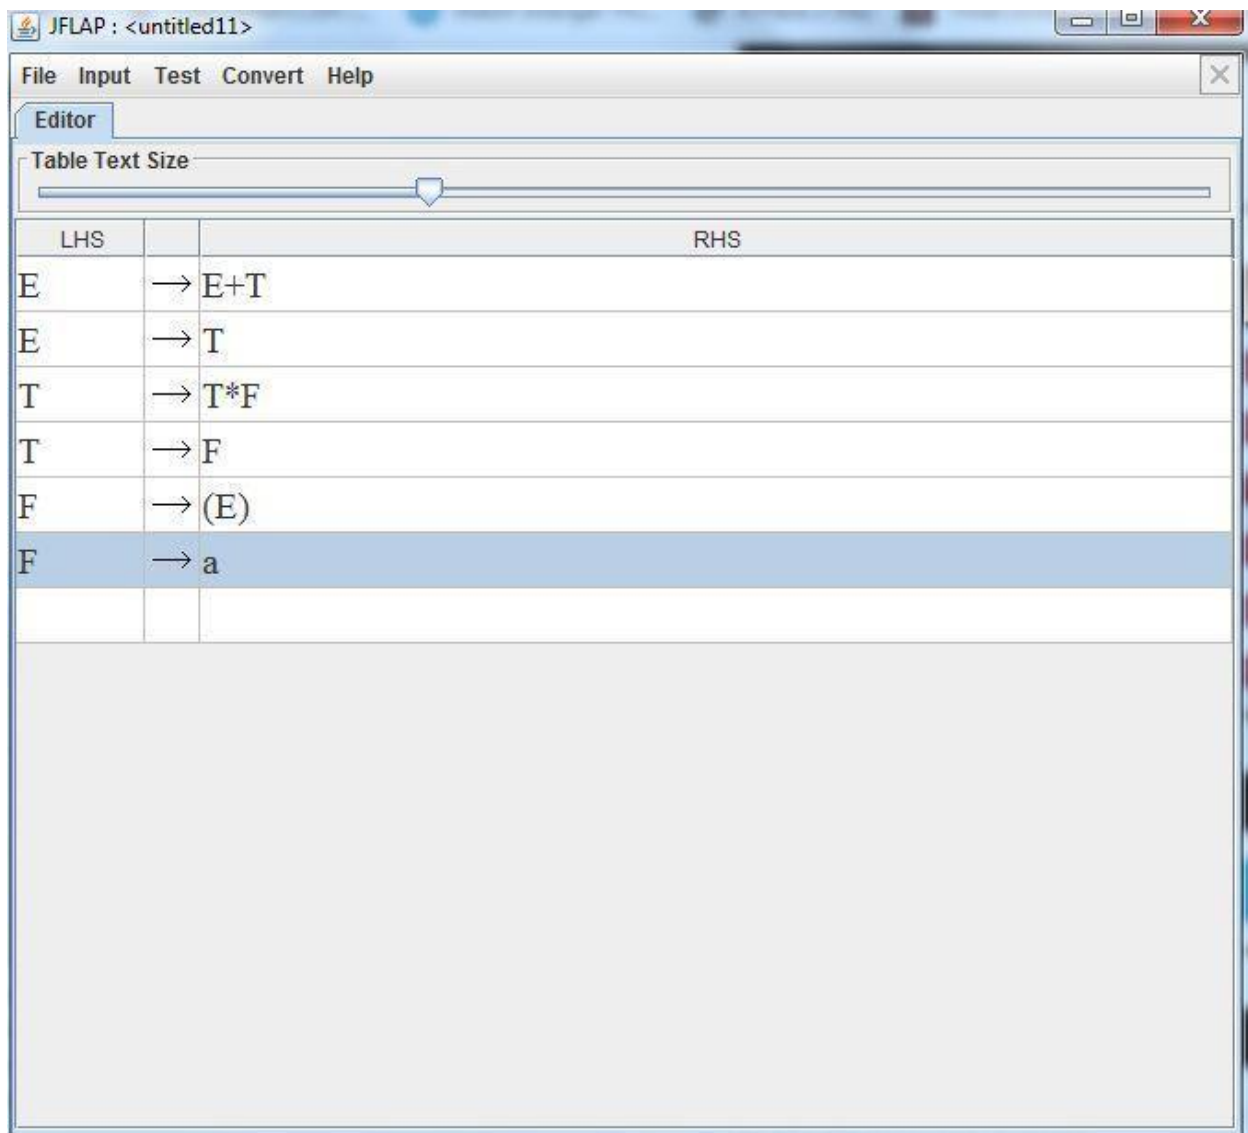 JFLAP : <untitled11>
File Input Test Convert Help
Editor
Table Text Size
LHS RHS
E → E+T
E → T
T → T*F
T → F
F → (E)
F → a